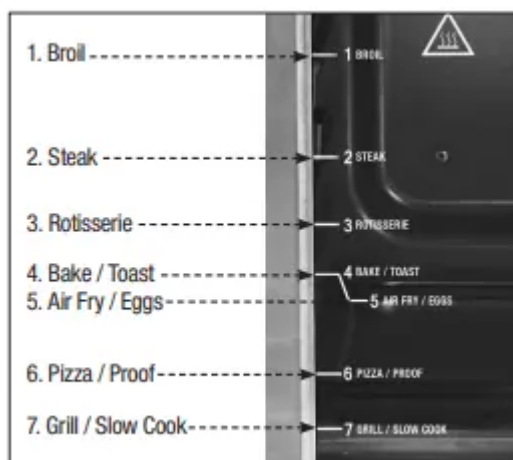 1. Broil
2. Steak
3. Rotisserie
4. Bake / Toast
5. Air Fry / Eggs
6. Pizza / Proof
7. Grill / Slow Cook
1 BROIL
2 STEAK
3 ROTISSERIE
4 BAKE / TOAST
5 AIR FRY / EGGS
6 PIZZA / PROOF
7 GRILL / SLOW COOK